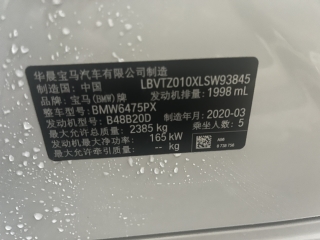 华晨宝马汽车有限公司制造
制造国：中国 LBVTZ010XLSW93845
品牌：宝马(BMW)牌 发动机排量：1998 mL
整车型号：BMW6475PX
发动机型号：B48B20D 制造年月：2020-03
最大允许总质量：2385 kg 乘坐人数：5
发动机最大净功率：165 kW
最大允许牵引质量：-- kg